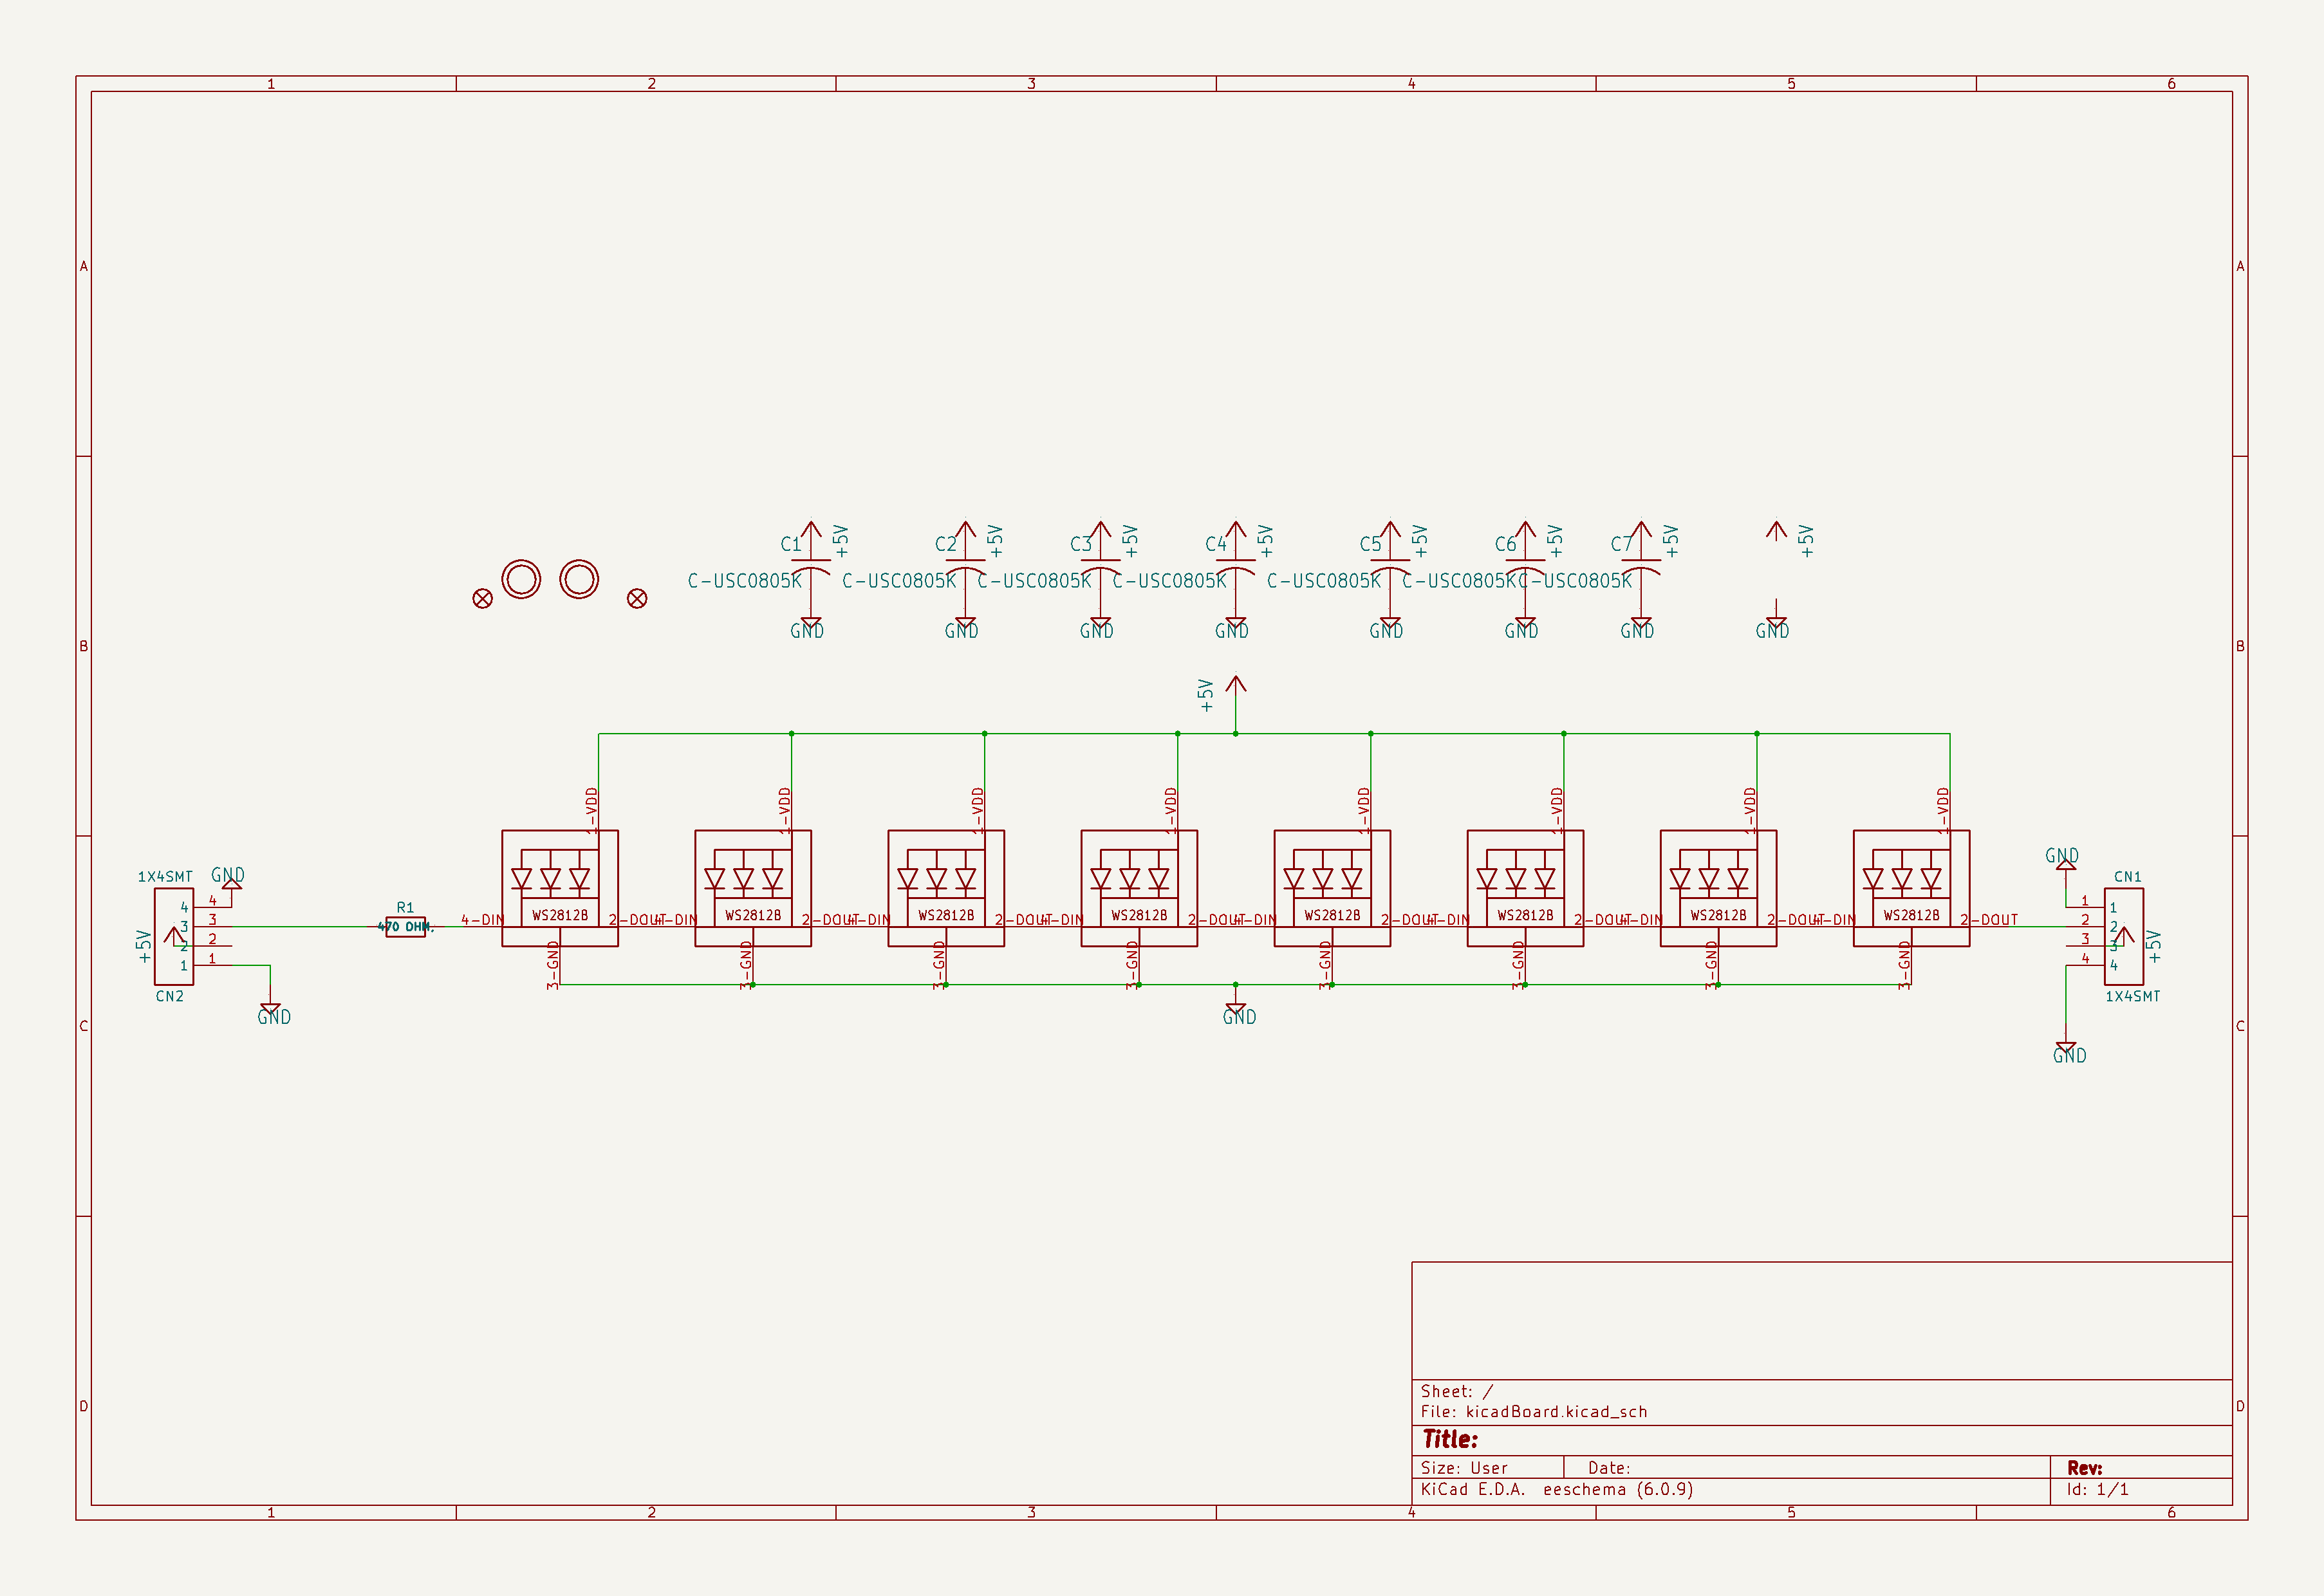 1 2 3 4 5 6
A A
+5V +5V +5V +5V +5V +5V +5V +5V
C1 C2 C3 C4 C5 C6 C7
C-USC0805K C-USC0805K C-USC0805K C-USC0805K C-USC0805K C-USC0805K C-USC0805K
GND GND GND GND GND GND GND GND
B B
+5V
1-VDD 1-VDD 1-VDD 1-VDD 1-VDD 1-VDD 1-VDD 1-VDD
GND
1X4SMT GND CN1
4 4 1 1
R1
WS2812B WS2812B WS2812B WS2812B WS2812B WS2812B WS2812B WS2812B
4-DIN 2-DOUT 4-DIN 2-DOUT 4-DIN 2-DOUT 4-DIN 2-DOUT 4-DIN 2-DOUT 4-DIN 2-DOUT 4-DIN 2-DOUT 4-DIN 2-DOUT
3 3 470 OHM. 2 2
+5V 2 2 3 3 +5V
1 1 4 4
3-GND 3-GND 3-GND 3-GND 3-GND 3-GND 3-GND 3-GND
CN2 1X4SMT
GND GND
C C
GND
Sheet: /
D D
File: kicadBoard.kicad_sch
Title:
Size: User Date: Rev:
KiCad E.D.A. eeschema (6.0.9) Id: 1/1
1 2 3 4 5 6